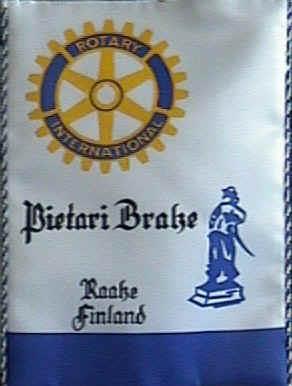 ROTARY
INTERNATIONAL
Pietari Brahe
Raahe
Finland